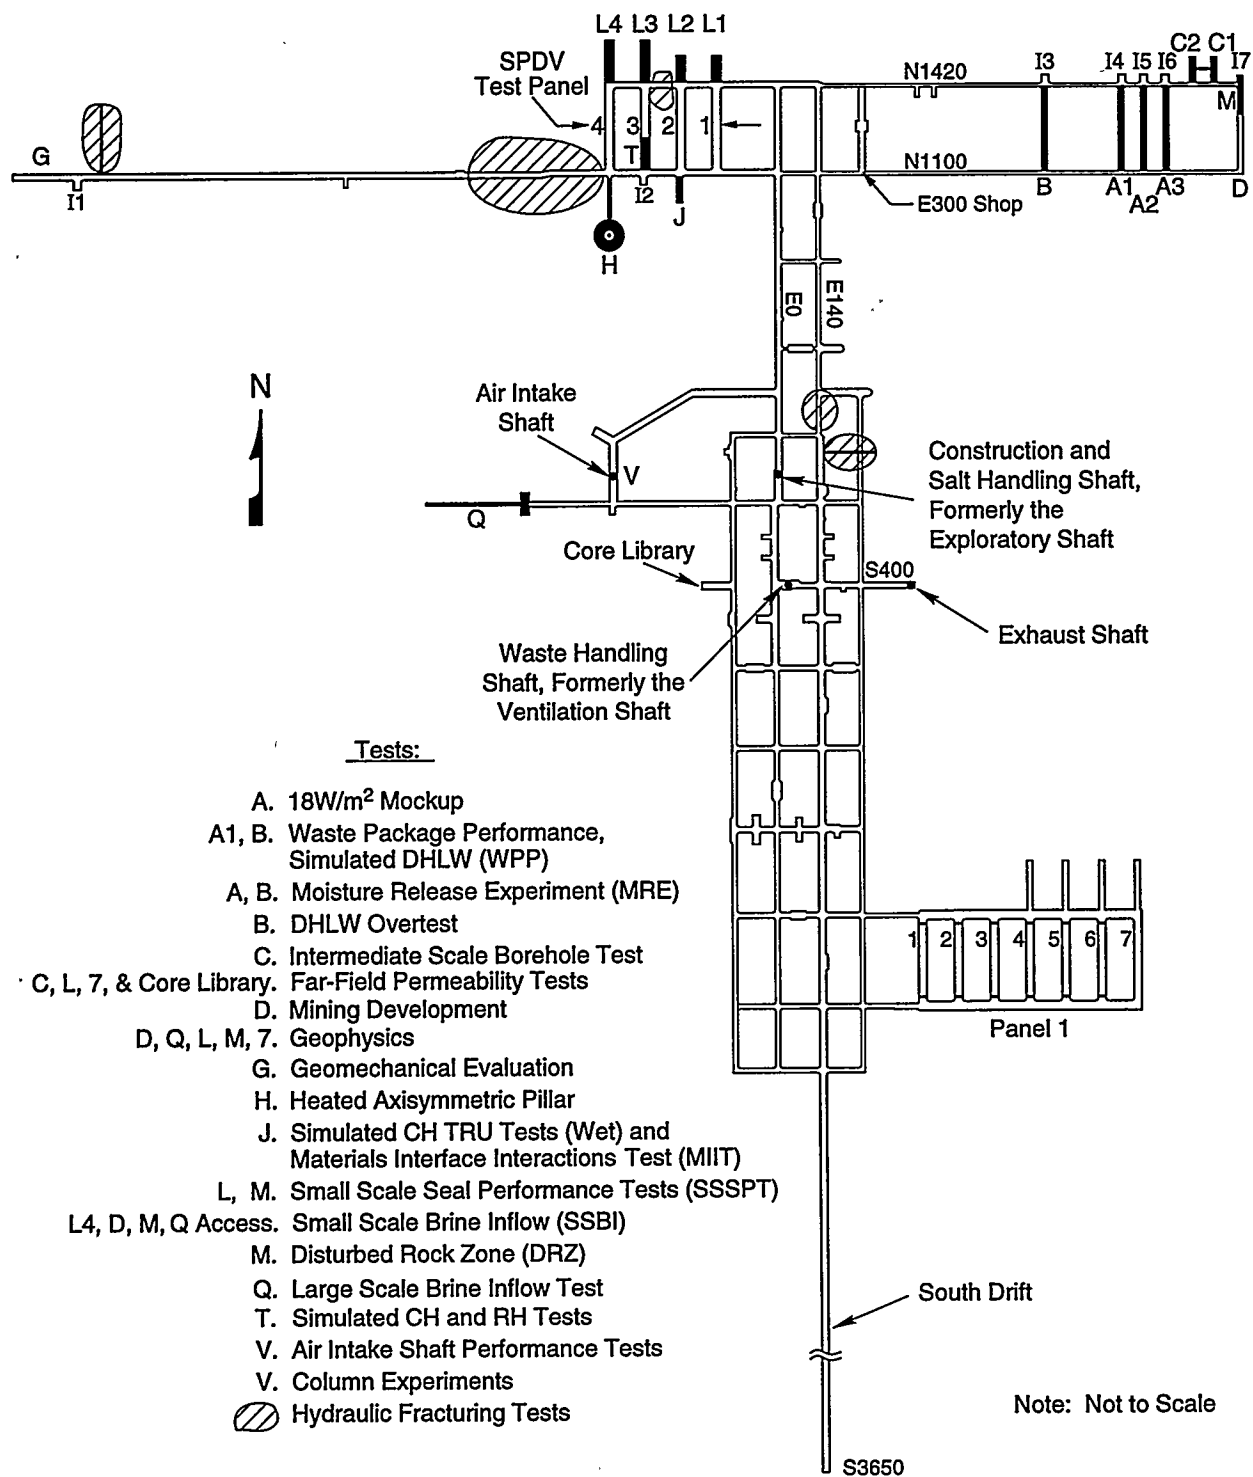 L4 L3 L2 L1
SPDV
Test Panel
4 3 2 1
T
N1420
I3 I4 I5 I6 C2 C1 I7
M
G
I1
I2
J
H
N1100
B A1 A2 A3 D
E300 Shop
E0
E140
N
Air Intake
Shaft
V
Q
Construction and
Salt Handling Shaft,
Formerly the
Exploratory Shaft
Core Library
S400
Exhaust Shaft
Waste Handling
Shaft, Formerly the
Ventilation Shaft
1 2 3 4 5 6 7
Panel 1
Tests:
A. 18W/m² Mockup
A1, B. Waste Package Performance,
Simulated DHLW (WPP)
A, B. Moisture Release Experiment (MRE)
B. DHLW Overtest
C. Intermediate Scale Borehole Test
C, L, 7, & Core Library. Far-Field Permeability Tests
D. Mining Development
D, Q, L, M, 7. Geophysics
G. Geomechanical Evaluation
H. Heated Axisymmetric Pillar
J. Simulated CH TRU Tests (Wet) and
Materials Interface Interactions Test (MIIT)
L, M. Small Scale Seal Performance Tests (SSSPT)
L4, D, M, Q Access. Small Scale Brine Inflow (SSBI)
M. Disturbed Rock Zone (DRZ)
Q. Large Scale Brine Inflow Test
T. Simulated CH and RH Tests
V. Air Intake Shaft Performance Tests
V. Column Experiments
Hydraulic Fracturing Tests
South Drift
Note: Not to Scale
S3650